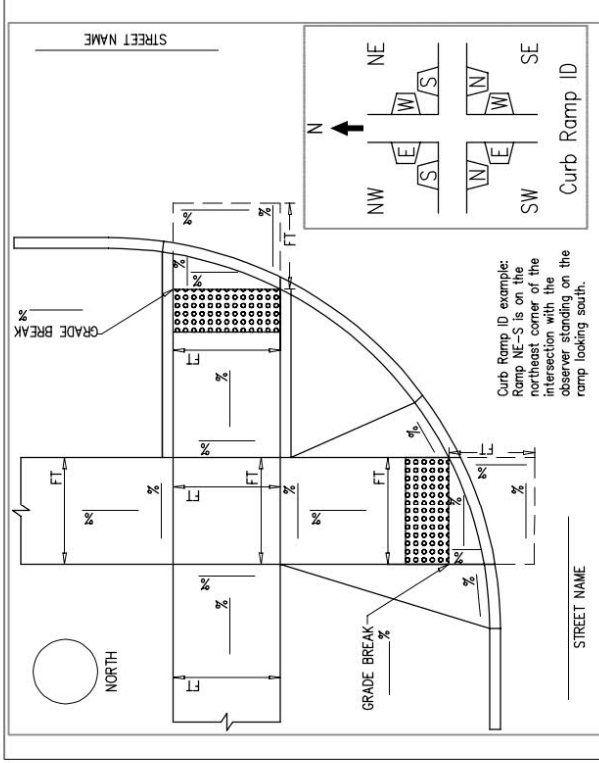 STREET NAME
N
NW
NE
E
W
S
S
N
N
E
W
SW
SE
Curb Ramp ID
Curb Ramp ID example:
Ramp NE-S is on the
northeast corner of the
intersection with the
observer standing on the
ramp looking south.
GRADE BREAK
%
%
%
%
%
FT
FT
%
%
FT
%
%
FT
FT
%
%
FT
%
FT
%
%
%
%
%
%
%
FT
NORTH
GRADE BREAK
%
STREET NAME